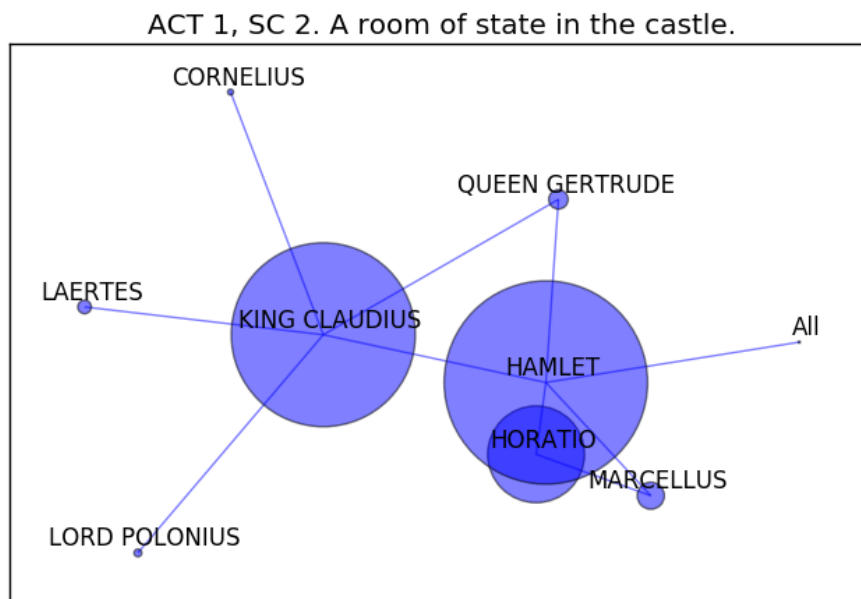 ACT 1, SC 2. A room of state in the castle.
CORNELIUS
QUEEN GERTRUDE
LAERTES
KING CLAUDIUS
All
HAMLET
HORATIO
MARCELLUS
LORD POLONIUS